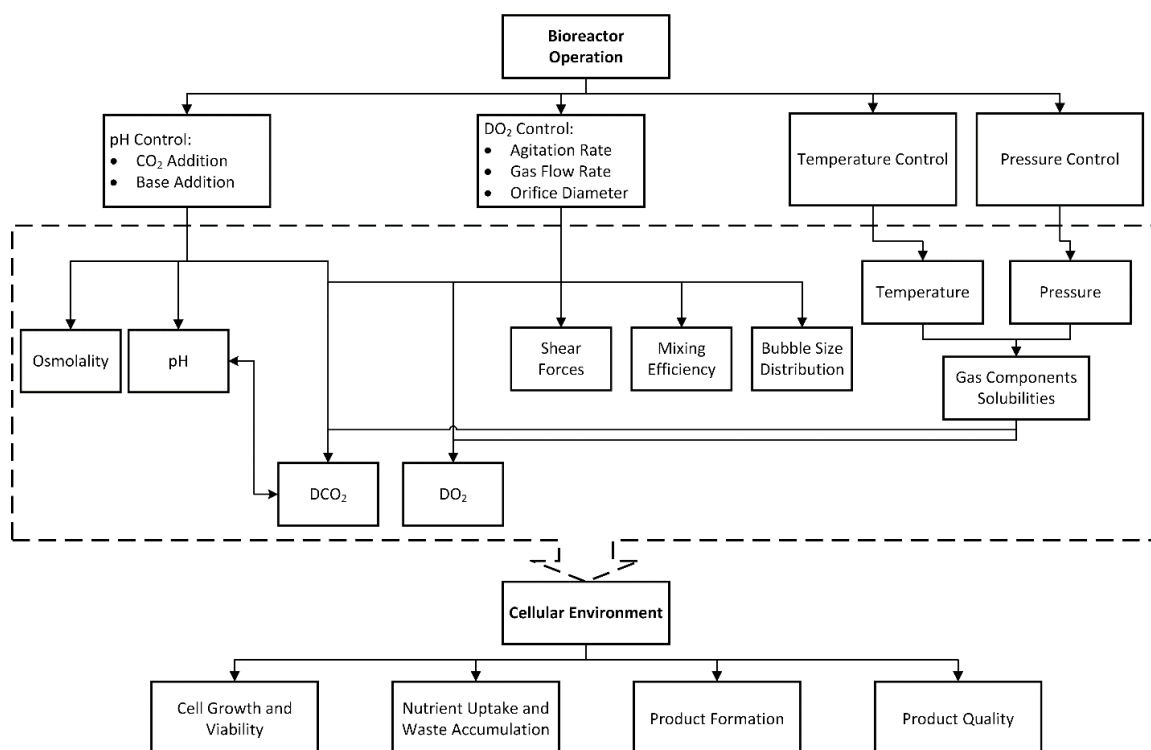 Bioreactor
Operation
pH Control:
• CO₂ Addition
• Base Addition
DO₂ Control:
• Agitation Rate
• Gas Flow Rate
• Orifice Diameter
Temperature Control
Pressure Control
Temperature
Pressure
Osmolality
pH
Shear
Forces
Mixing
Efficiency
Bubble Size
Distribution
Gas Components
Solubilities
DCO₂
DO₂
Cellular Environment
Cell Growth and
Viability
Nutrient Uptake and
Waste Accumulation
Product Formation
Product Quality